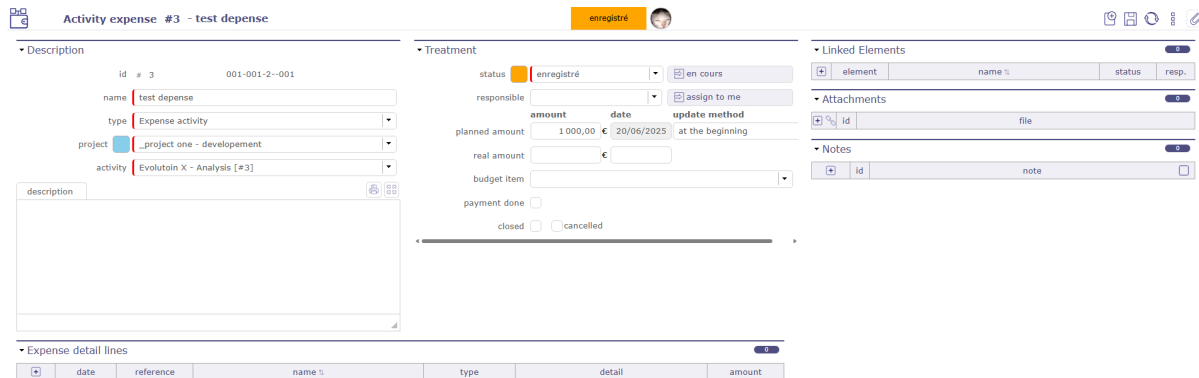 Activity expense #3 - test depense
enregistré
Description
id # 3 001-001-2--001
name test depense
type Expense activity
project _project one - developement
activity Evolutoin X - Analysis [#3]
description
Treatment
status enregistré en cours
responsible assign to me
amount date update method
planned amount 1 000,00 € 20/06/2025 at the beginning
real amount €
budget item
payment done
closed cancelled
Linked Elements 0
element name status resp.
Attachments 0
id file
Notes 0
id note
Expense detail lines 0
date reference name type detail amount